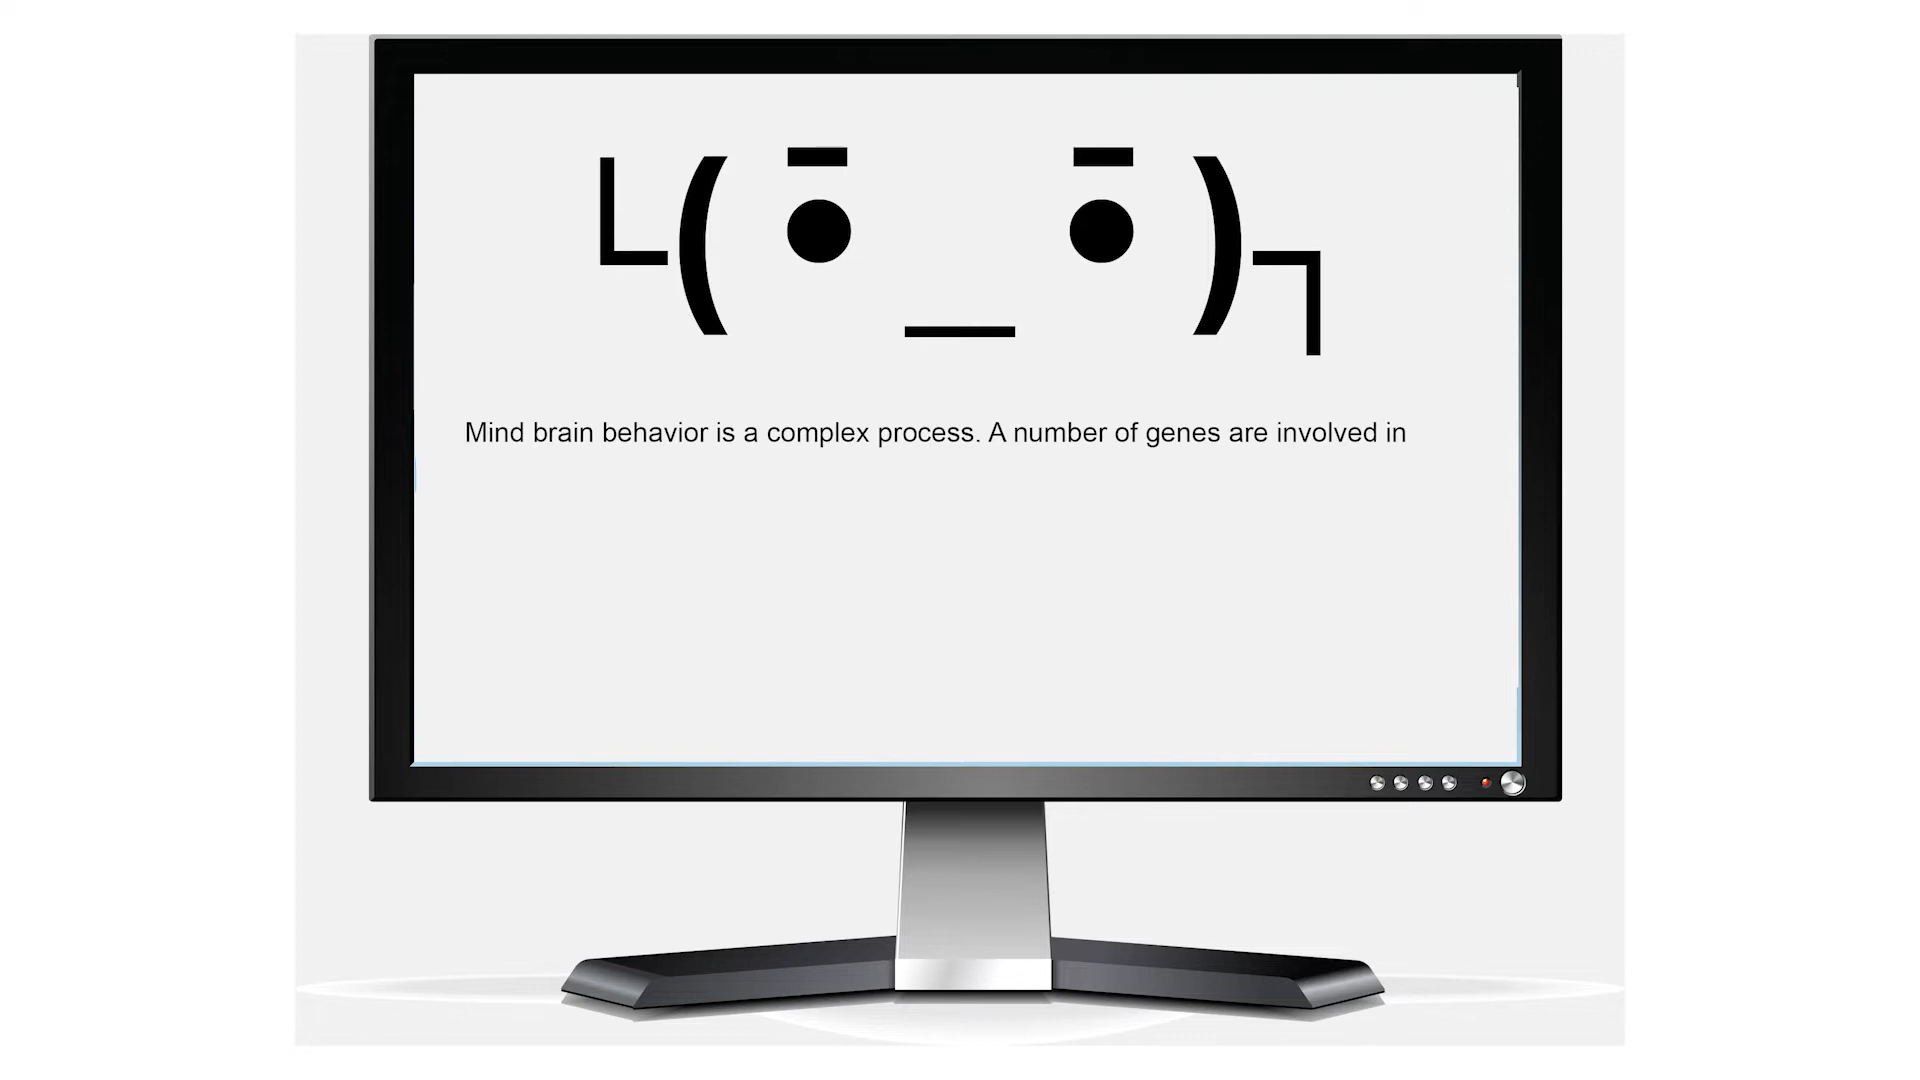 └( •̄ _ •̄ )┐
Mind brain behavior is a complex process. A number of genes are involved in